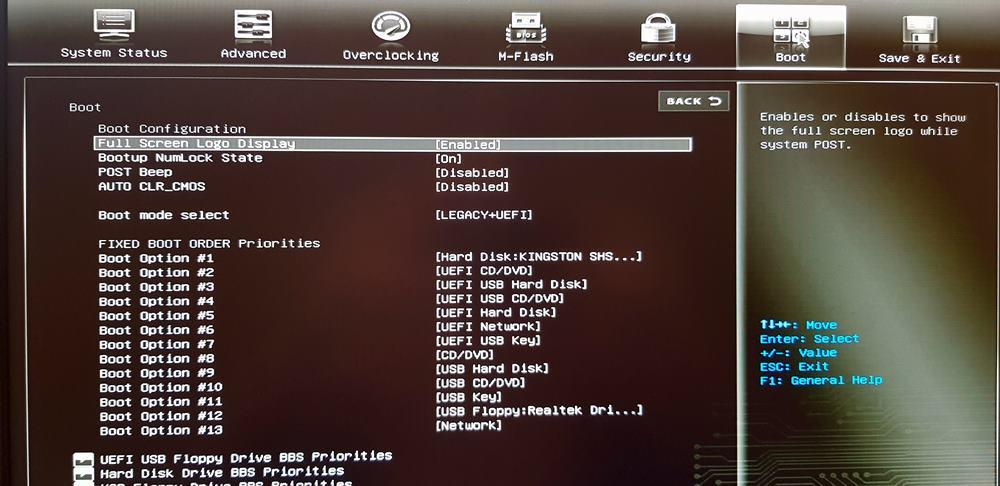 System Status
Advanced
Overclocking
BIOS
M-Flash
Security
Boot
Save & Exit
Boot
BACK
Enables or disables to show
the full screen logo while
system POST.
Boot Configuration
Full Screen Logo Display [Enabled]
Bootup NumLock State [On]
POST Beep [Disabled]
AUTO CLR_CMOS [Disabled]
Boot mode select [LEGACY+UEFI]
FIXED BOOT ORDER Priorities
Boot Option #1 [Hard Disk:KINGSTON SHS...]
Boot Option #2 [UEFI CD/DVD]
Boot Option #3 [UEFI USB Hard Disk]
Boot Option #4 [UEFI USB CD/DVD]
Boot Option #5 [UEFI Hard Disk]
Boot Option #6 [UEFI Network]
Boot Option #7 [UEFI USB Key]
Boot Option #8 [CD/DVD]
Boot Option #9 [USB Hard Disk]
Boot Option #10 [USB CD/DVD]
Boot Option #11 [USB Key]
Boot Option #12 [USB Floppy:Realtek Dri...]
Boot Option #13 [Network]
UEFI USB Floppy Drive BBS Priorities
Hard Disk Drive BBS Priorities
USB Floppy Drive BBS Priorities
↑↓→←: Move
Enter: Select
+/-: Value
ESC: Exit
F1: General Help